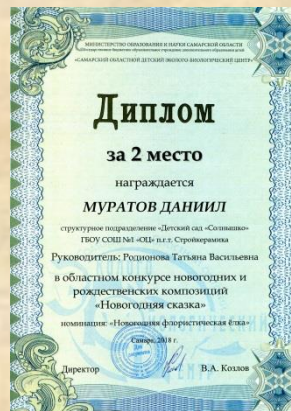 МИНИСТЕРСТВО ОБРАЗОВАНИЯ И НАУКИ САМАРСКОЙ ОБЛАСТИ
«САМАРСКИЙ ОБЛАСТНОЙ ДЕТСКИЙ ЭКОЛОГО-БИОЛОГИЧЕСКИЙ ЦЕНТР»
Диплом
за 2 место
награждается
МУРАТОВ ДАНИИЛ
структурное подразделение «Детский сад «Солнышко»
ГБОУ СОШ №1 «ОЦ» п.г.т. Стройкерамика
Руководитель: Родионова Татьяна Васильевна
в областном конкурсе новогодних и
рождественских композиций
«Новогодняя сказка»
номинация: «Новогодняя флористическая ёлка»
Самара, 2018 г.
Директор В.А. Козлов